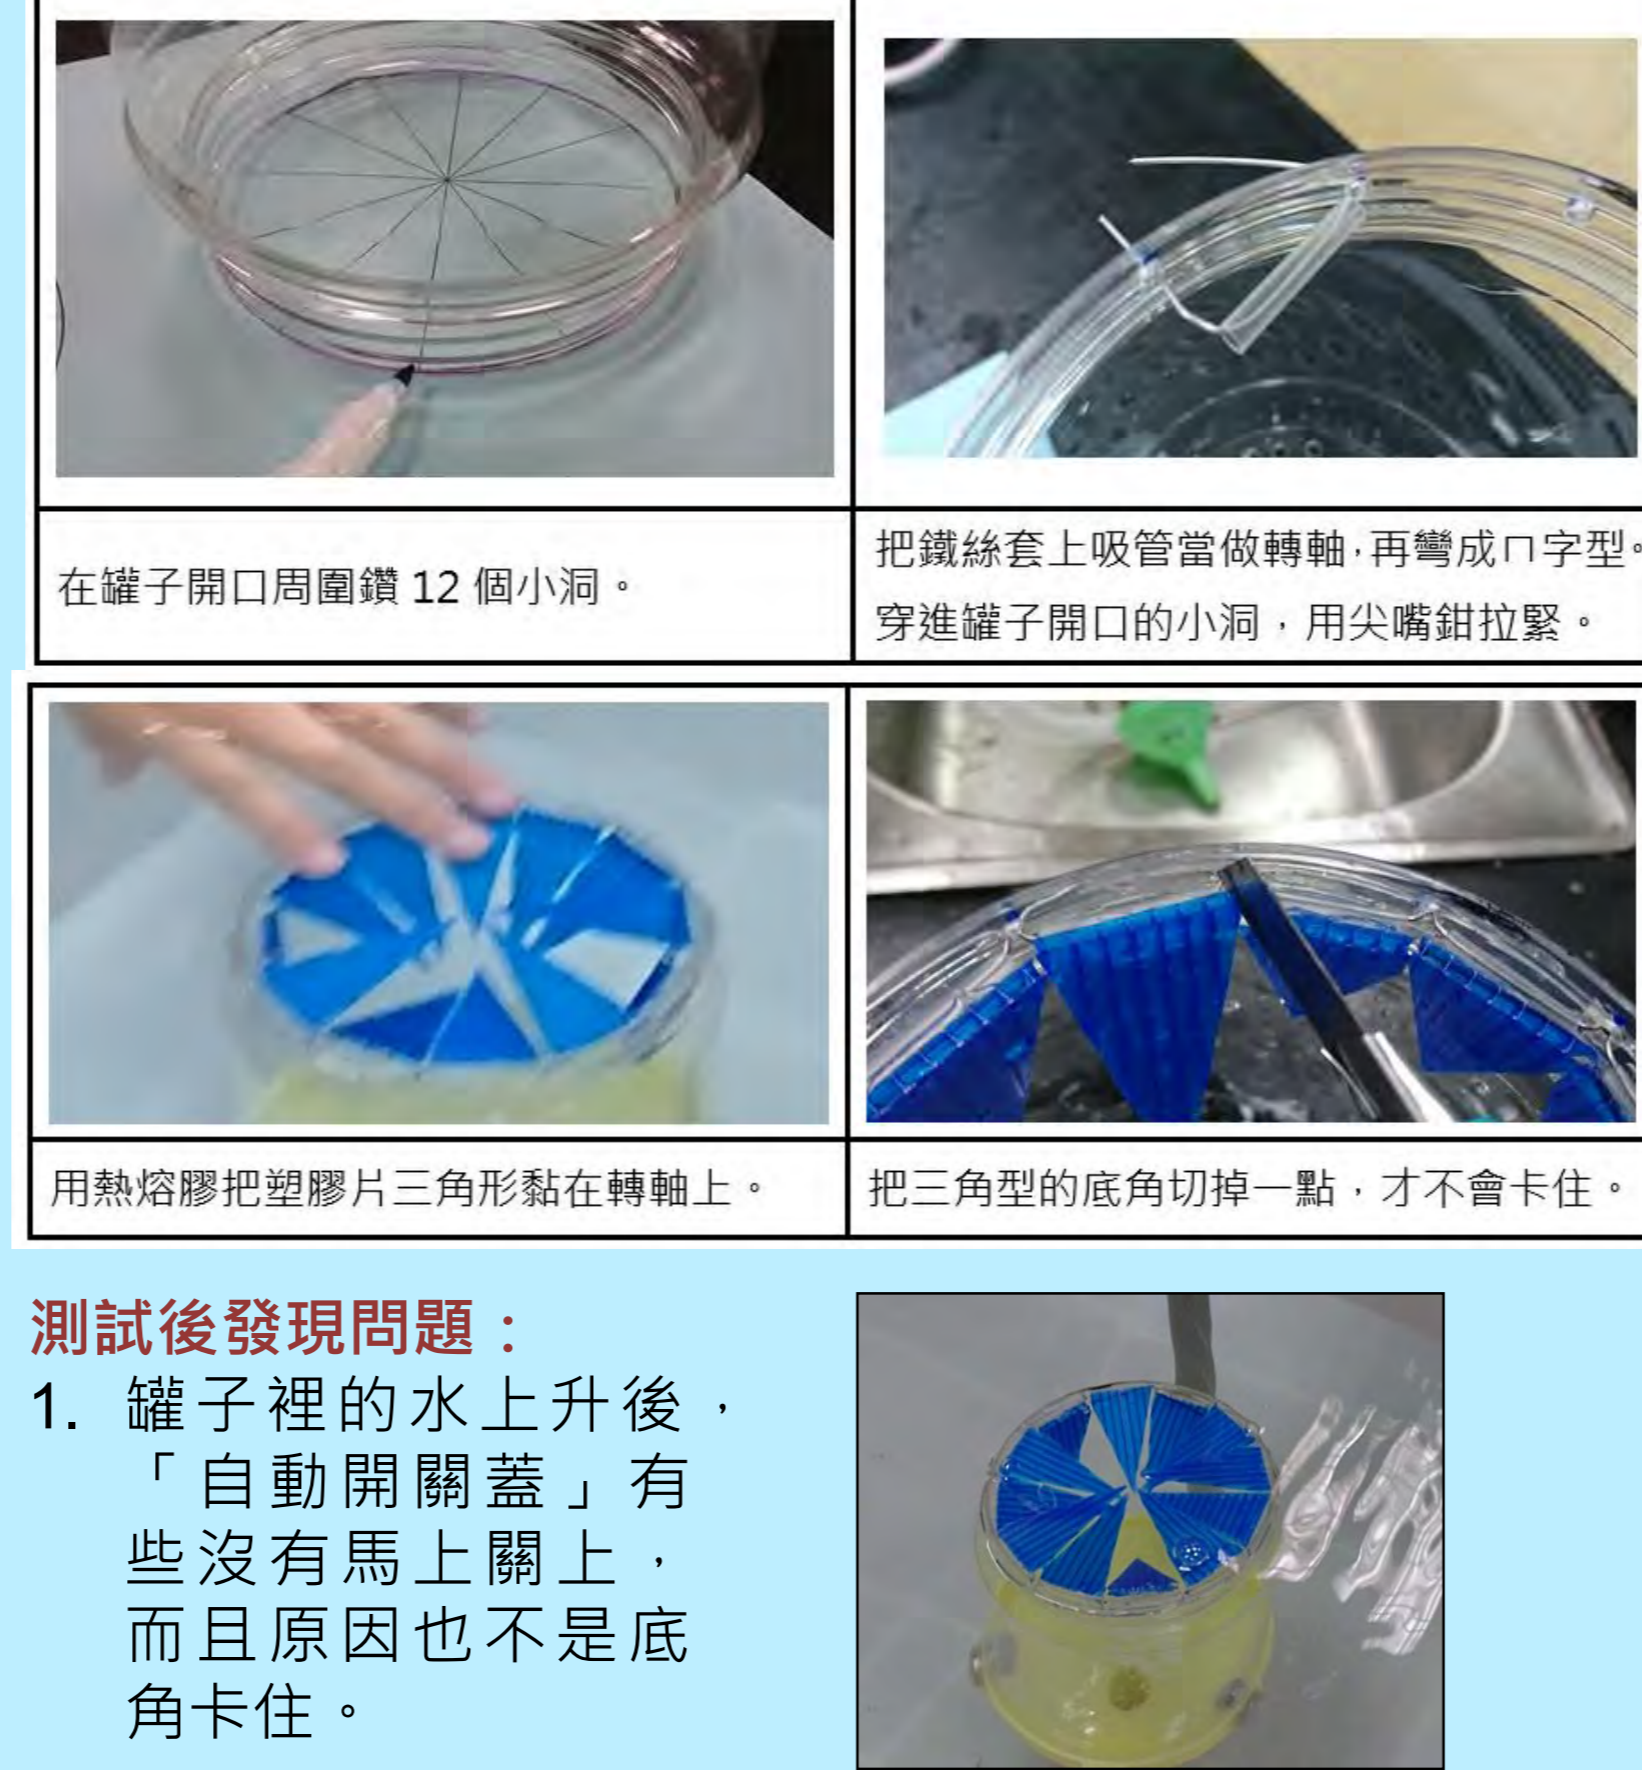 在罐子開口周圍鑽 12 個小洞。
把鐵絲套上吸管當做轉軸,再彎成ㄇ字型。
穿進罐子開口的小洞,用尖嘴鉗拉緊。
用熱熔膠把塑膠片三角形黏在轉軸上。
把三角型的底角切掉一點,才不會卡住。
測試後發現問題:
1. 罐子裡的水上升後,
「自動開關蓋」有
些沒有馬上關上,
而且原因也不是底
角卡住。